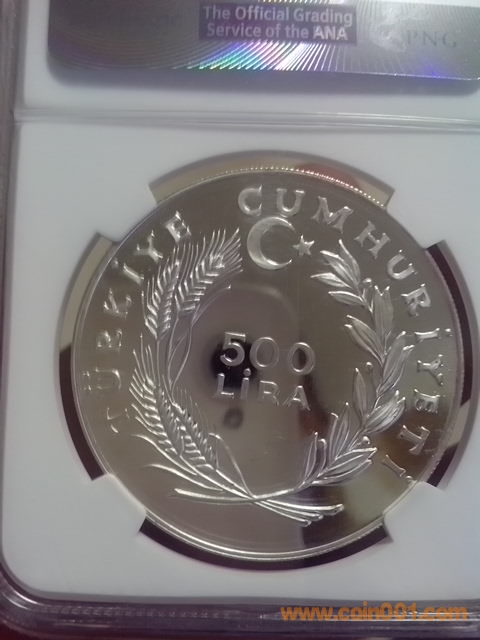 The Official Grading
Service of the ANA
PNG
TÜRKİYE CUMHURİYETİ
500
LİRA
www.coin001.com